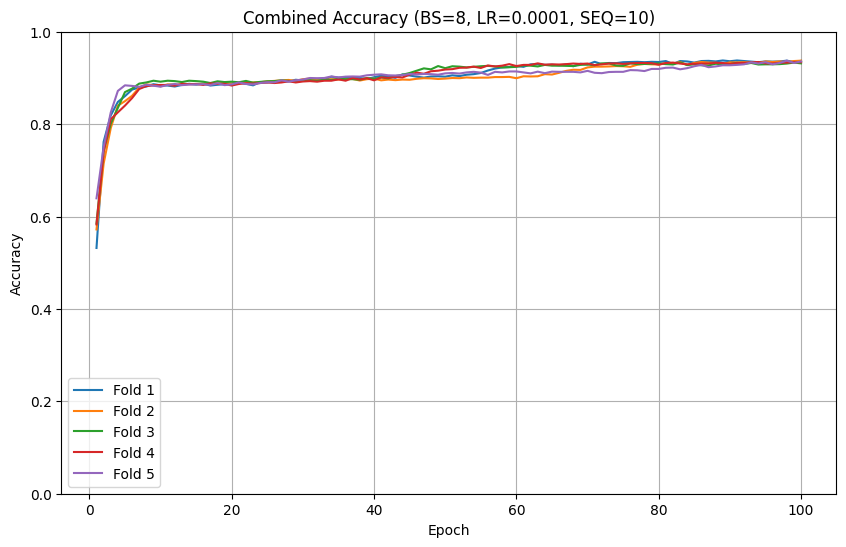 Combined Accuracy (BS=8, LR=0.0001, SEQ=10)
1.0
0.8
0.6
0.4
0.2
0.0
Accuracy
Fold 1
Fold 2
Fold 3
Fold 4
Fold 5
0 20 40 60 80 100
Epoch